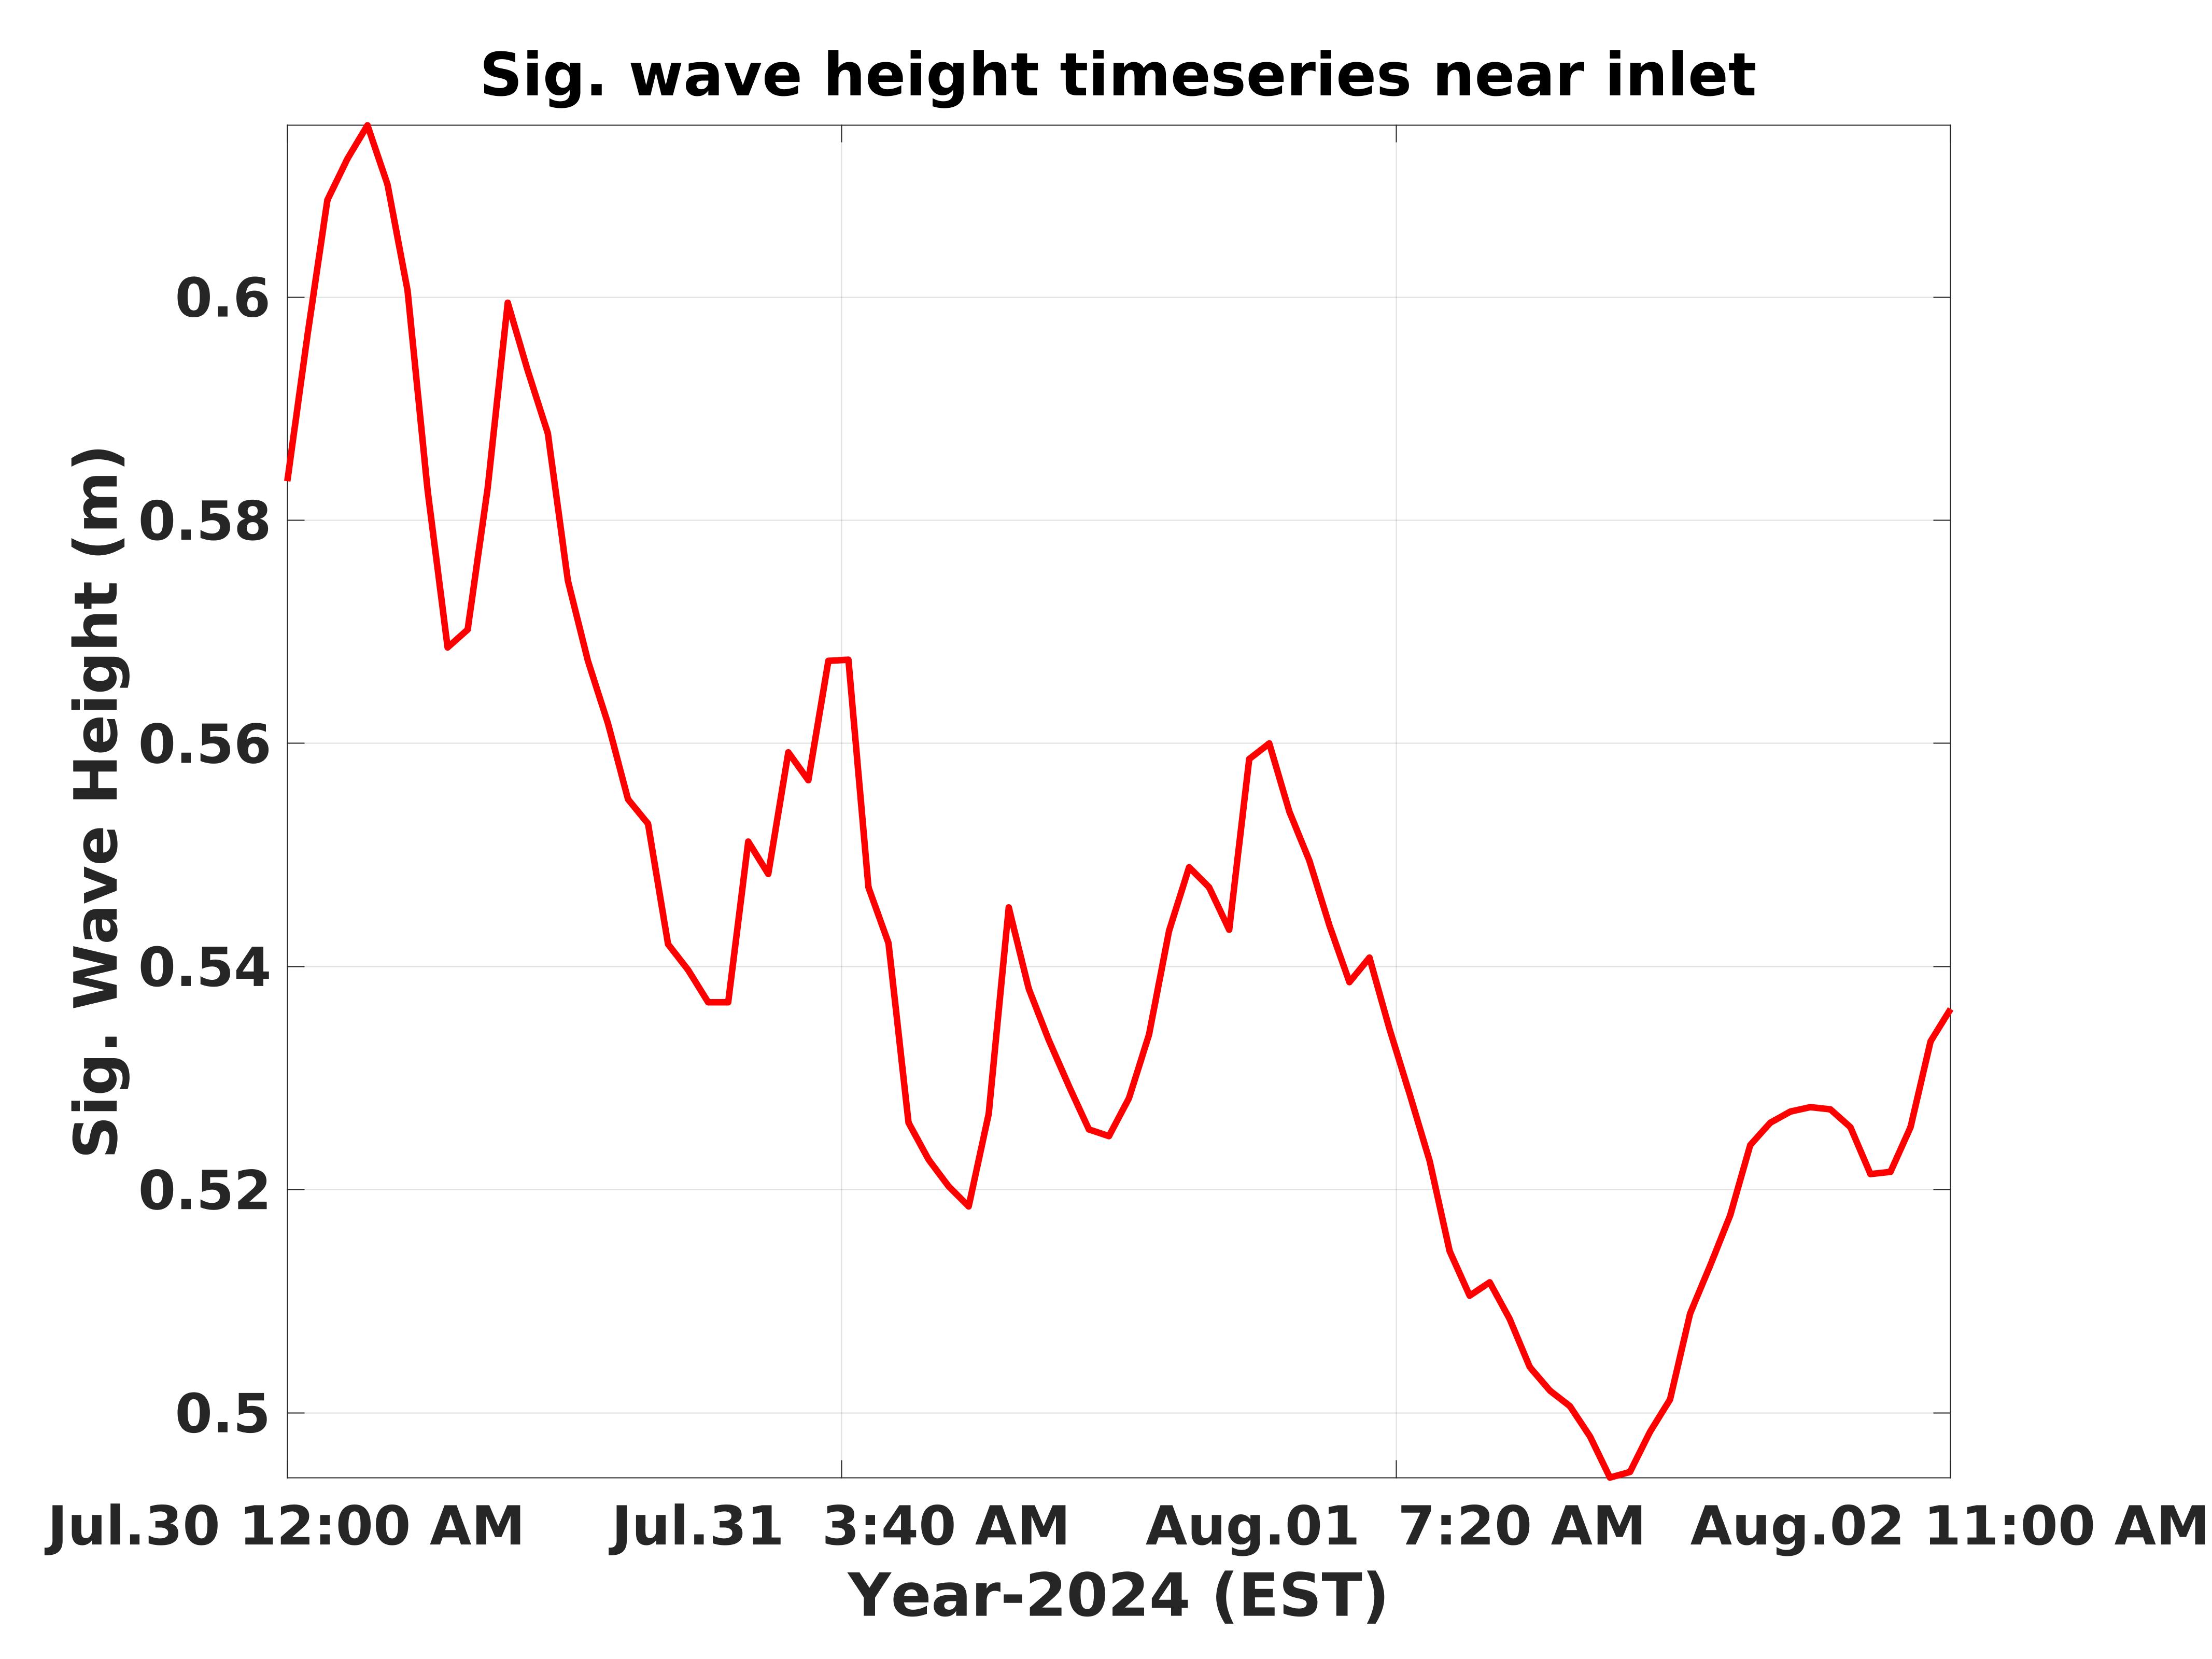 Sig. wave height timeseries near inlet
Sig. Wave Height (m)
0.6
0.58
0.56
0.54
0.52
0.5
Jul.30 12:00 AM Jul.31 3:40 AM Aug.01 7:20 AM Aug.02 11:00 AM
Year-2024 (EST)